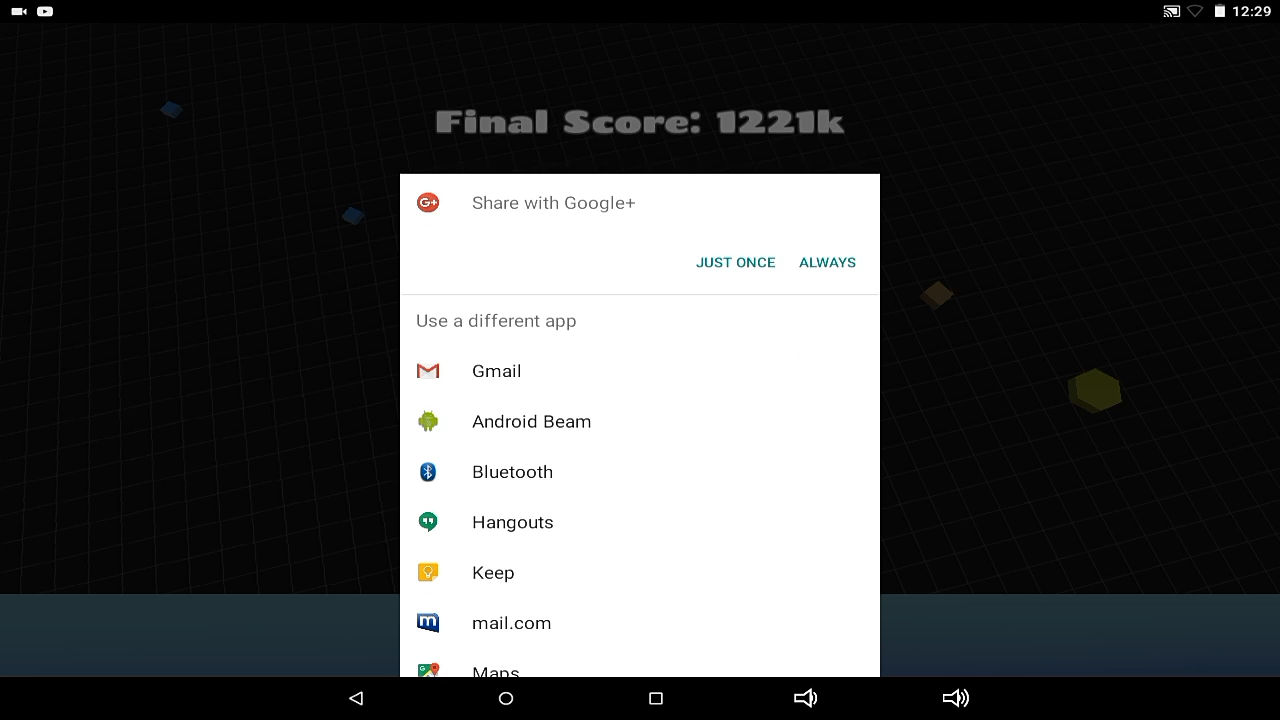 12:29
Final Score: 1221k
G+ Share with Google+
JUST ONCE ALWAYS
Use a different app
Gmail
Android Beam
Bluetooth
Hangouts
Keep
m mail.com
G Maps